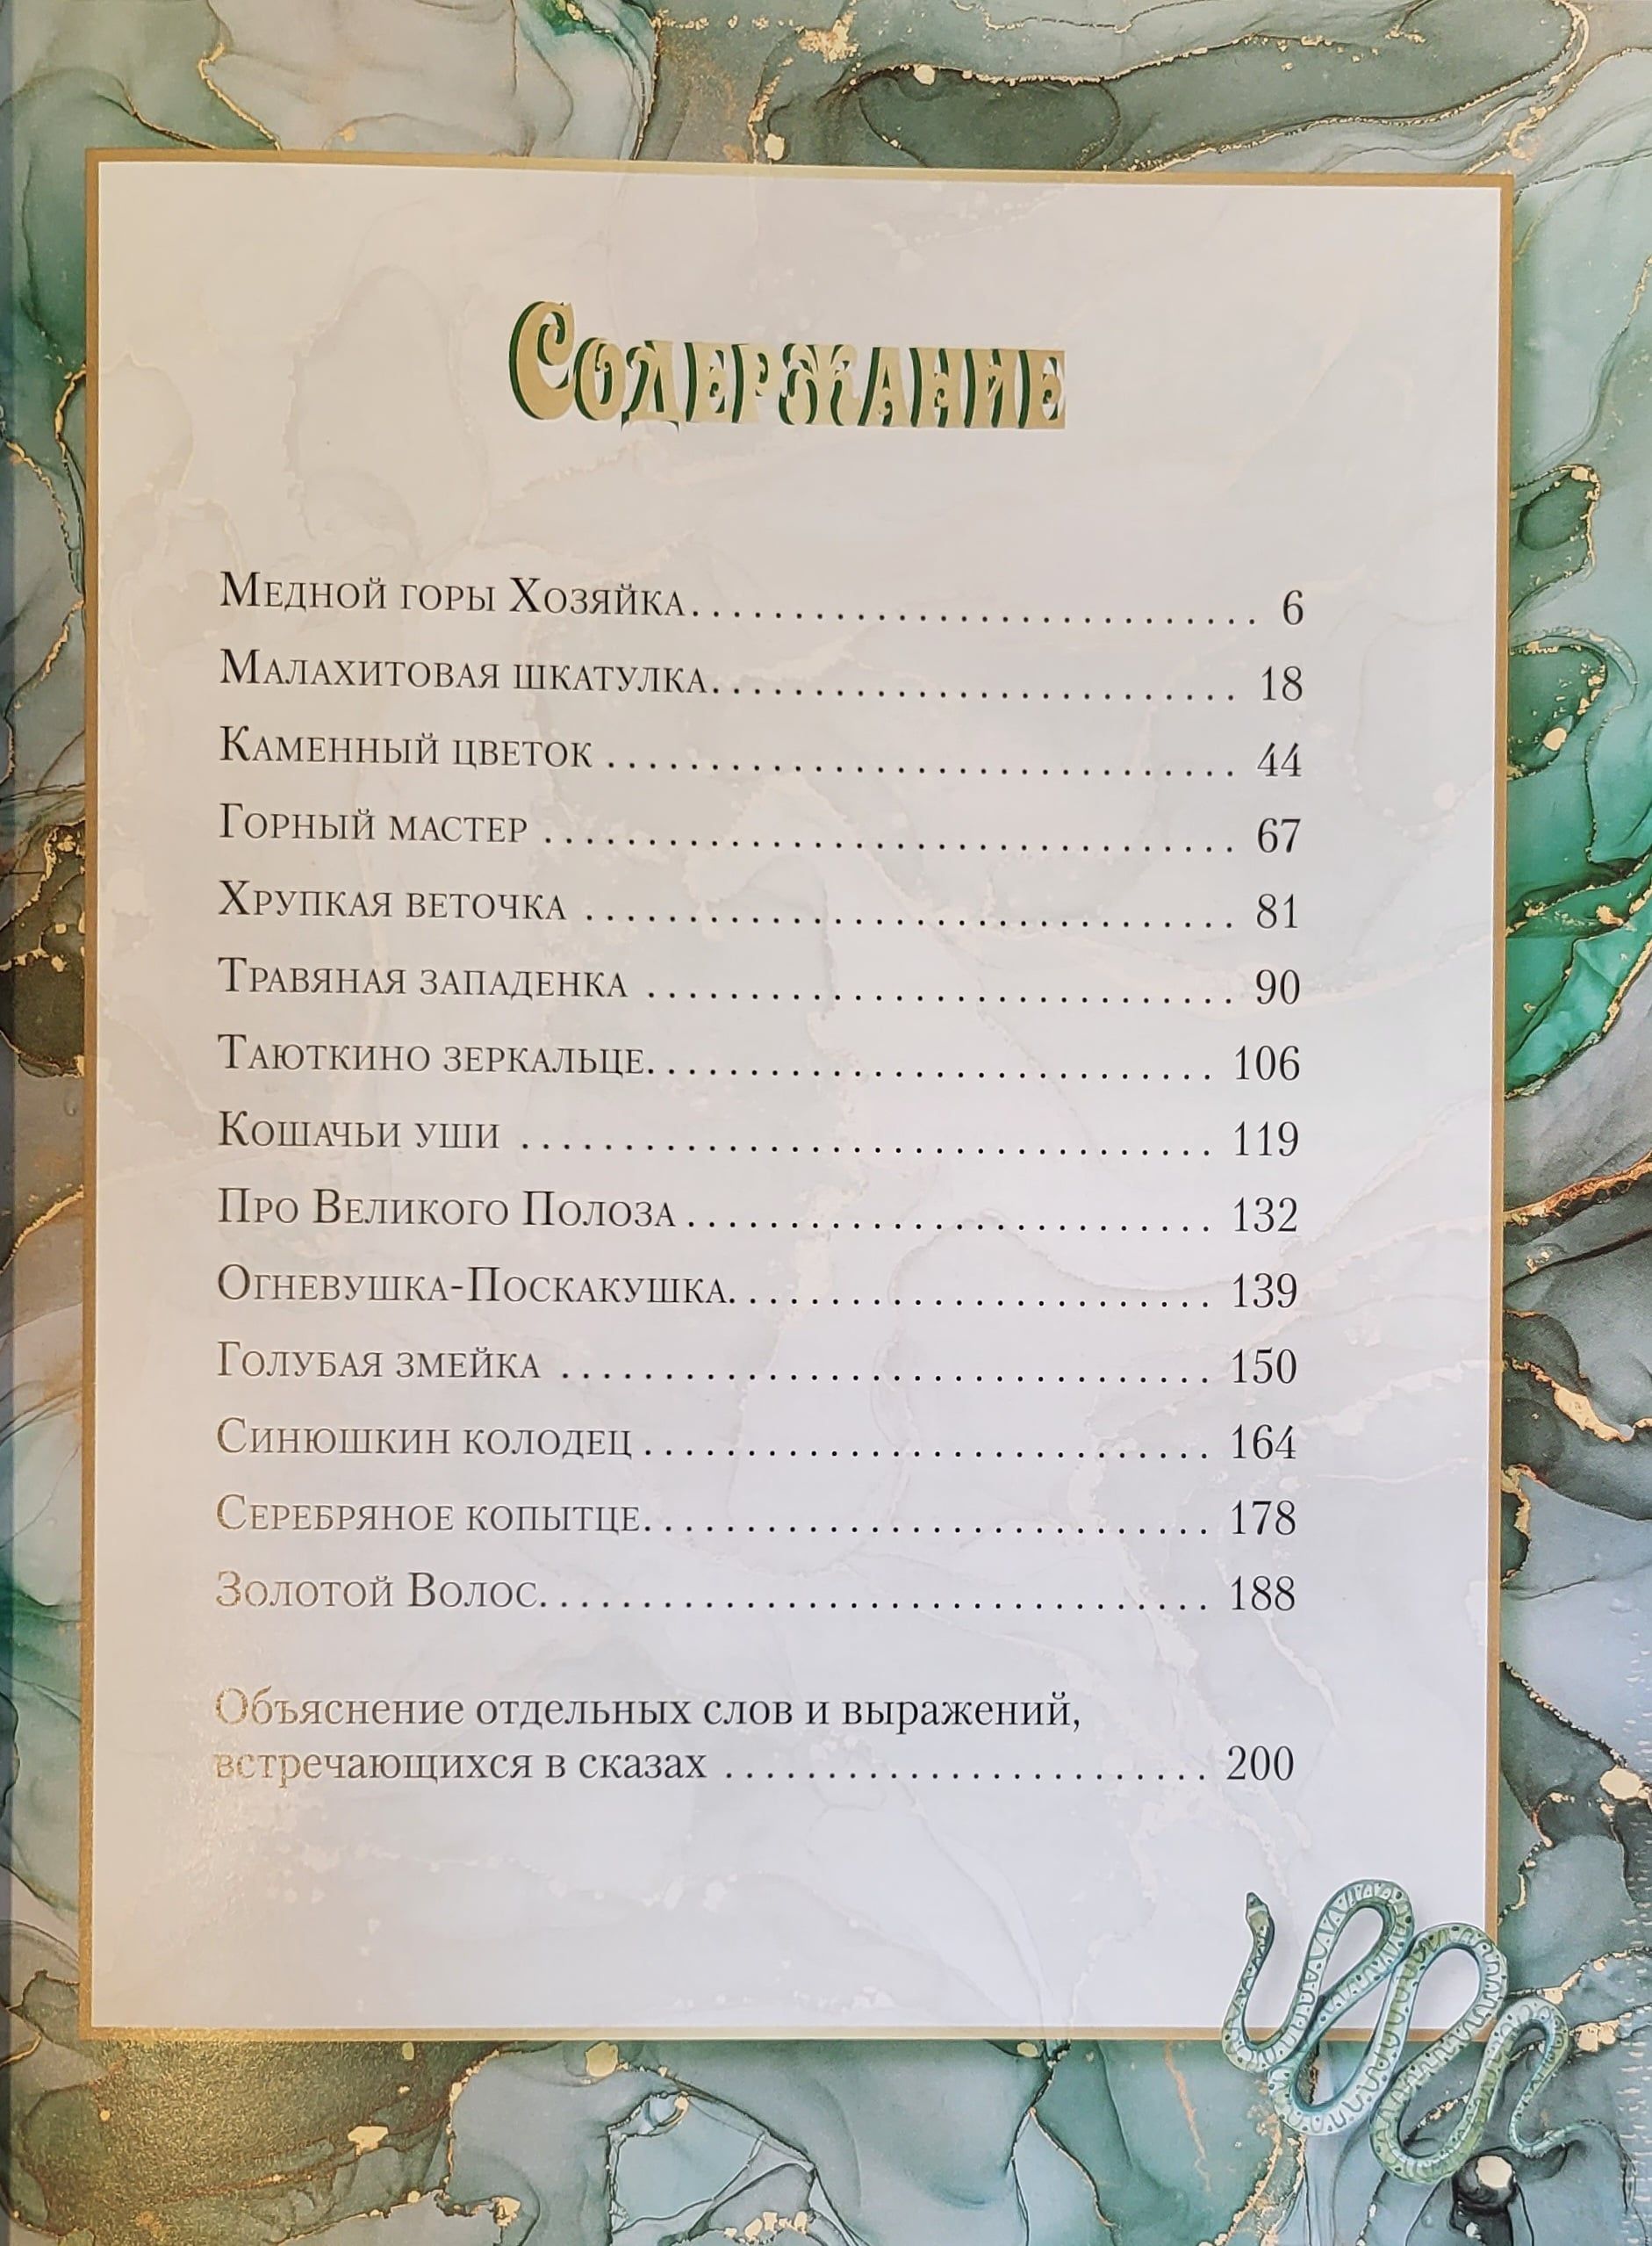 Содержание
Медной горы Хозяйка. . . . . . . . . . . . . . . . . . . . . . . . . . . . 6
Малахитовая шкатулка. . . . . . . . . . . . . . . . . . . . . . . . . . 18
Каменный цветок . . . . . . . . . . . . . . . . . . . . . . . . . . . . . . . 44
Горный мастер . . . . . . . . . . . . . . . . . . . . . . . . . . . . . . . . . . 67
Хрупкая веточка . . . . . . . . . . . . . . . . . . . . . . . . . . . . . . . . 81
Травяная западенка . . . . . . . . . . . . . . . . . . . . . . . . . . . . . 90
Таюткино зеркальце. . . . . . . . . . . . . . . . . . . . . . . . . . . . 106
Кошачьи уши . . . . . . . . . . . . . . . . . . . . . . . . . . . . . . . . . . 119
Про Великого Полоза . . . . . . . . . . . . . . . . . . . . . . . . . . 132
Огневушка-Поскакушка. . . . . . . . . . . . . . . . . . . . . . . . 139
Голубая змейка . . . . . . . . . . . . . . . . . . . . . . . . . . . . . . . . 150
Синюшкин колодец . . . . . . . . . . . . . . . . . . . . . . . . . . . . 164
Серебряное копытце. . . . . . . . . . . . . . . . . . . . . . . . . . . . 178
Золотой Волос. . . . . . . . . . . . . . . . . . . . . . . . . . . . . . . . . 188
Объяснение отдельных слов и выражений,
встречающихся в сказах . . . . . . . . . . . . . . . . . . . . . . . . 200